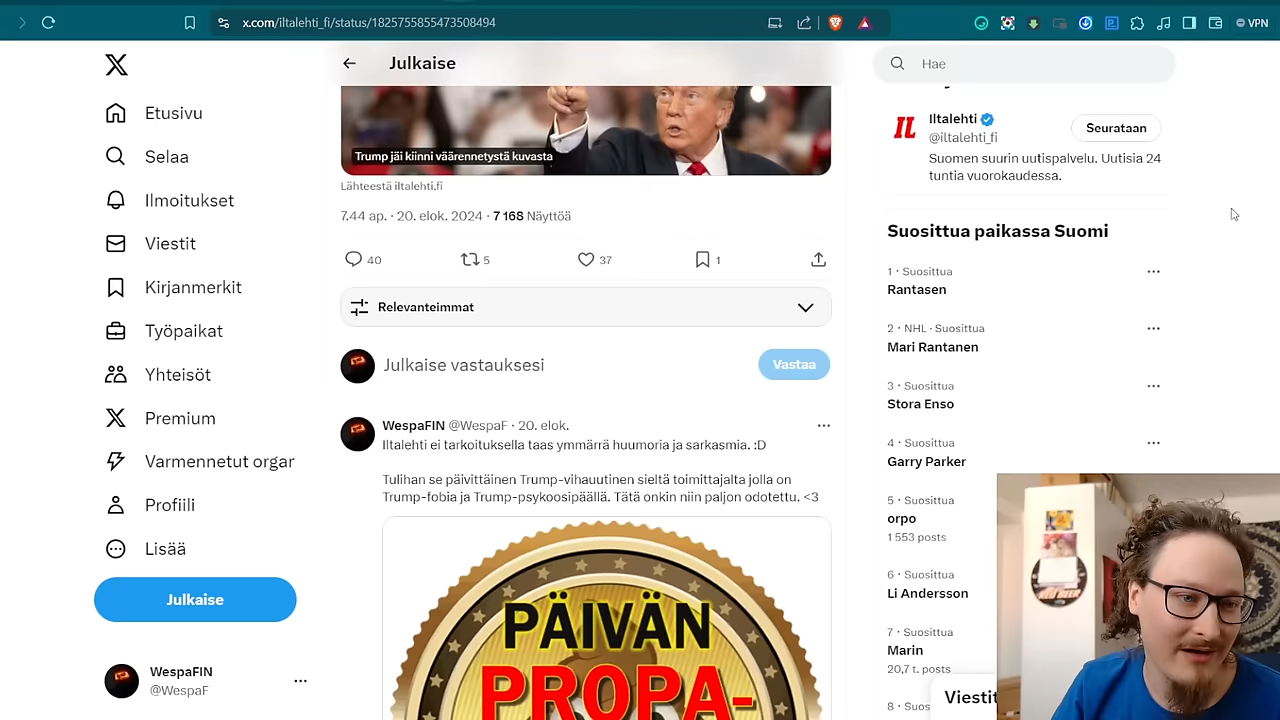 x.com/iltalehti_fi/status/1825755855473508494
VPN
Etusivu
Selaa
Ilmoitukset
Viestit
Kirjanmerkit
Työpaikat
Yhteisöt
Premium
Varmennetut orgar
Profiili
Lisää
Julkaise
WespaFIN
@WespaF
Julkaise
Trump jäi kiinni väärennetystä kuvasta
Lähteestä iltalehti.fi
7.44 ap. · 20. elok. 2024 · 7 168 Näyttöä
40 5 37 1
Relevanteimmat
Julkaise vastauksesi
Vastaa
WespaFIN @WespaF · 20. elok.
Iltalehti ei tarkoituksella taas ymmärrä huumoria ja sarkasmia. :D
Tulihan se päivittäinen Trump-vihauutinen sieltä toimittajalta jolla on
Trump-fobia ja Trump-psykoosipäällä. Tätä onkin niin paljon odotettu. <3
PÄIVÄN
PROPA-
Hae
IL
Iltalehti
@iltalehti_fi
Seurataan
Suomen suurin uutispalvelu. Uutisia 24
tuntia vuorokaudessa.
Suosittua paikassa Suomi
1 · Suosittua
Rantasen
2 · NHL · Suosittua
Mari Rantanen
3 · Suosittua
Stora Enso
4 · Suosittua
Garry Parker
5 · Suosittua
orpo
1 553 posts
6 · Suosittua
Li Andersson
7 · Suosittua
Marin
20,7 t. posts
8 · Suos
Viestit